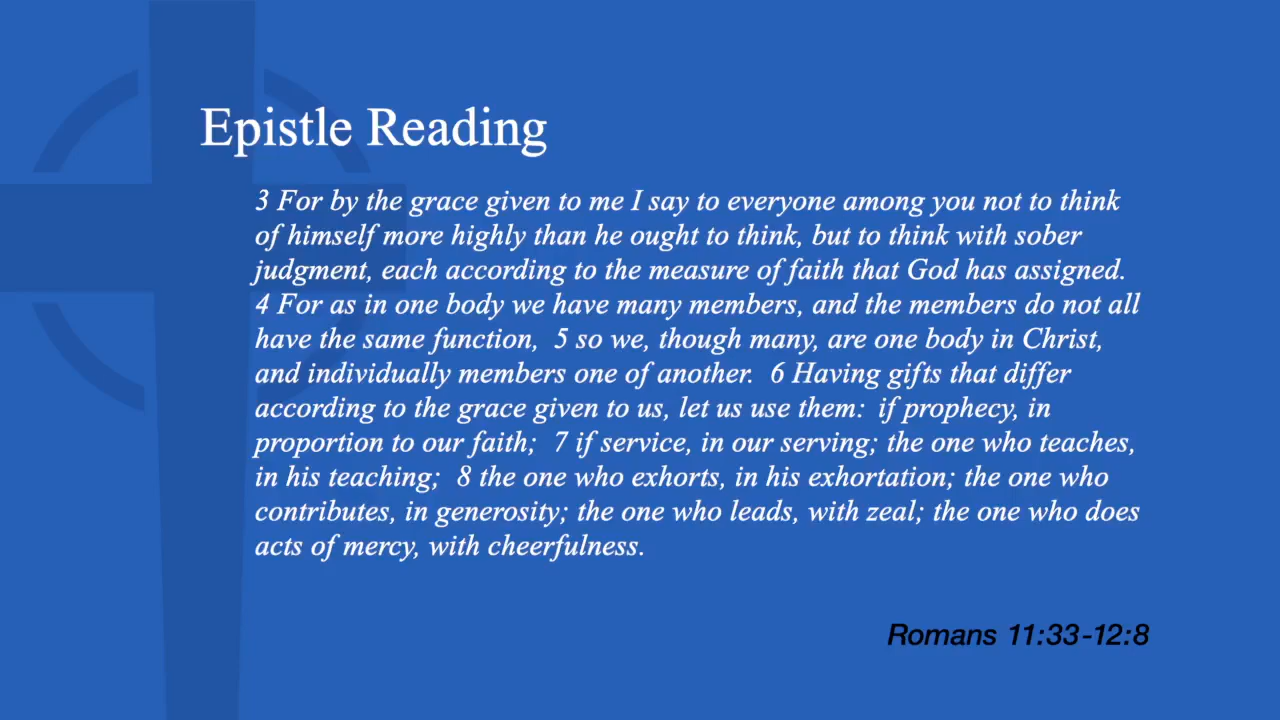 Epistle Reading
3 For by the grace given to me I say to everyone among you not to think
of himself more highly than he ought to think, but to think with sober
judgment, each according to the measure of faith that God has assigned.
4 For as in one body we have many members, and the members do not all
have the same function,  5 so we, though many, are one body in Christ,
and individually members one of another.  6 Having gifts that differ
according to the grace given to us, let us use them:  if prophecy, in
proportion to our faith;  7 if service, in our serving; the one who teaches,
in his teaching;  8 the one who exhorts, in his exhortation; the one who
contributes, in generosity; the one who leads, with zeal; the one who does
acts of mercy, with cheerfulness.
Romans 11:33-12:8